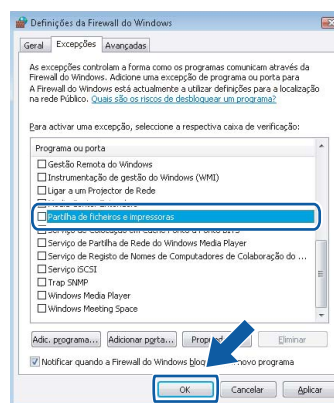 Definições da Firewall do Windows
Geral Excepções Avançadas
As excepções controlam a forma como os programas comunicam através da
Firewall do Windows. Adicione uma excepção de programa ou porta para
A Firewall do Windows está actualmente a utilizar definições para a localização
na rede Público. Quais são os riscos de desbloquear um programa?
Para activar uma excepção, seleccione a respectiva caixa de verificação:
Programa ou porta
Gestão Remota do Windows
Instrumentação de gestão do Windows (WMI)
Ligar a um Projector de Rede
Partilha de ficheiros e impressoras
Serviço de Partilha de Rede do Windows Media Player
Serviço de Registo de Nomes de Computadores de Colaboração do ...
Serviço iSCSI
Trap SNMP
Windows Media Player
Windows Meeting Space
Adic. programa... Adicionar porta... Eliminar
Notificar quando a Firewall do Windows novo programa
OK Cancelar Aplicar